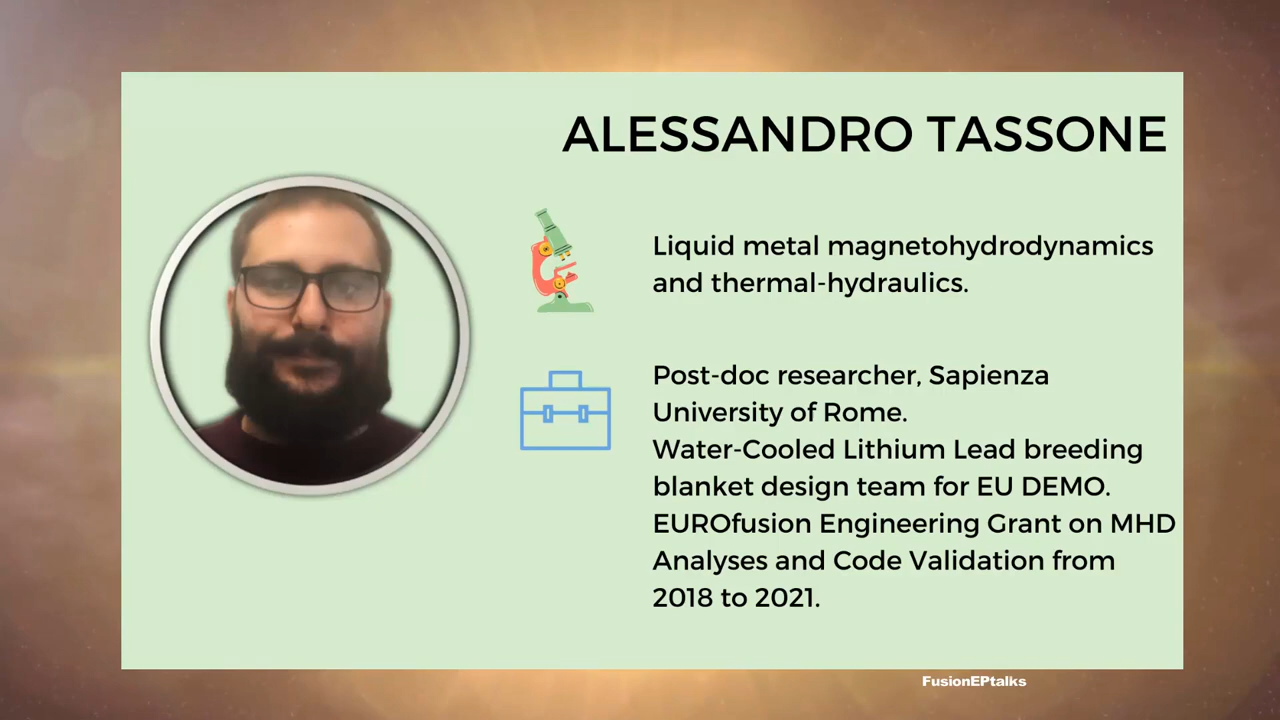 ALESSANDRO TASSONE
Liquid metal magnetohydrodynamics
and thermal-hydraulics.
Post-doc researcher, Sapienza
University of Rome.
Water-Cooled Lithium Lead breeding
blanket design team for EU DEMO.
EUROfusion Engineering Grant on MHD
Analyses and Code Validation from
2018 to 2021.
FusionEPtalks